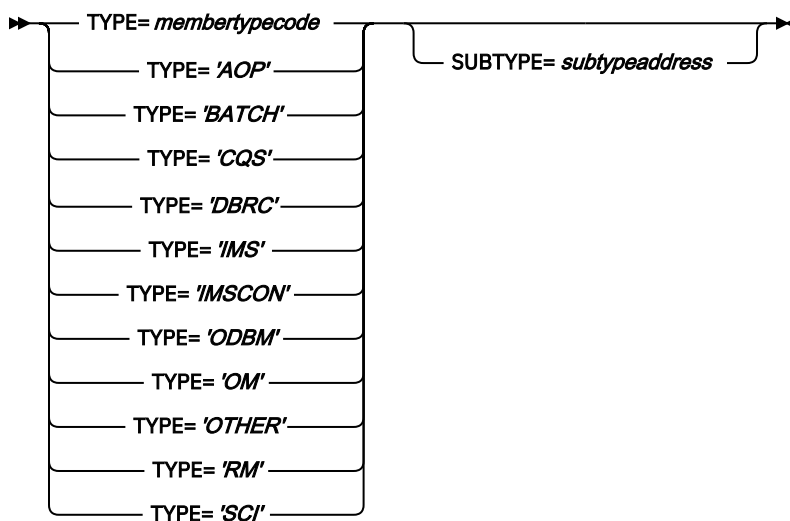 TYPE= membertypecode
SUBTYPE= subtypeaddress
TYPE= 'AOP'
TYPE= 'BATCH'
TYPE= 'CQS'
TYPE= 'DBRC'
TYPE= 'IMS'
TYPE= 'IMSCON'
TYPE= 'ODBM'
TYPE= 'OM'
TYPE= 'OTHER'
TYPE= 'RM'
TYPE= 'SCI'